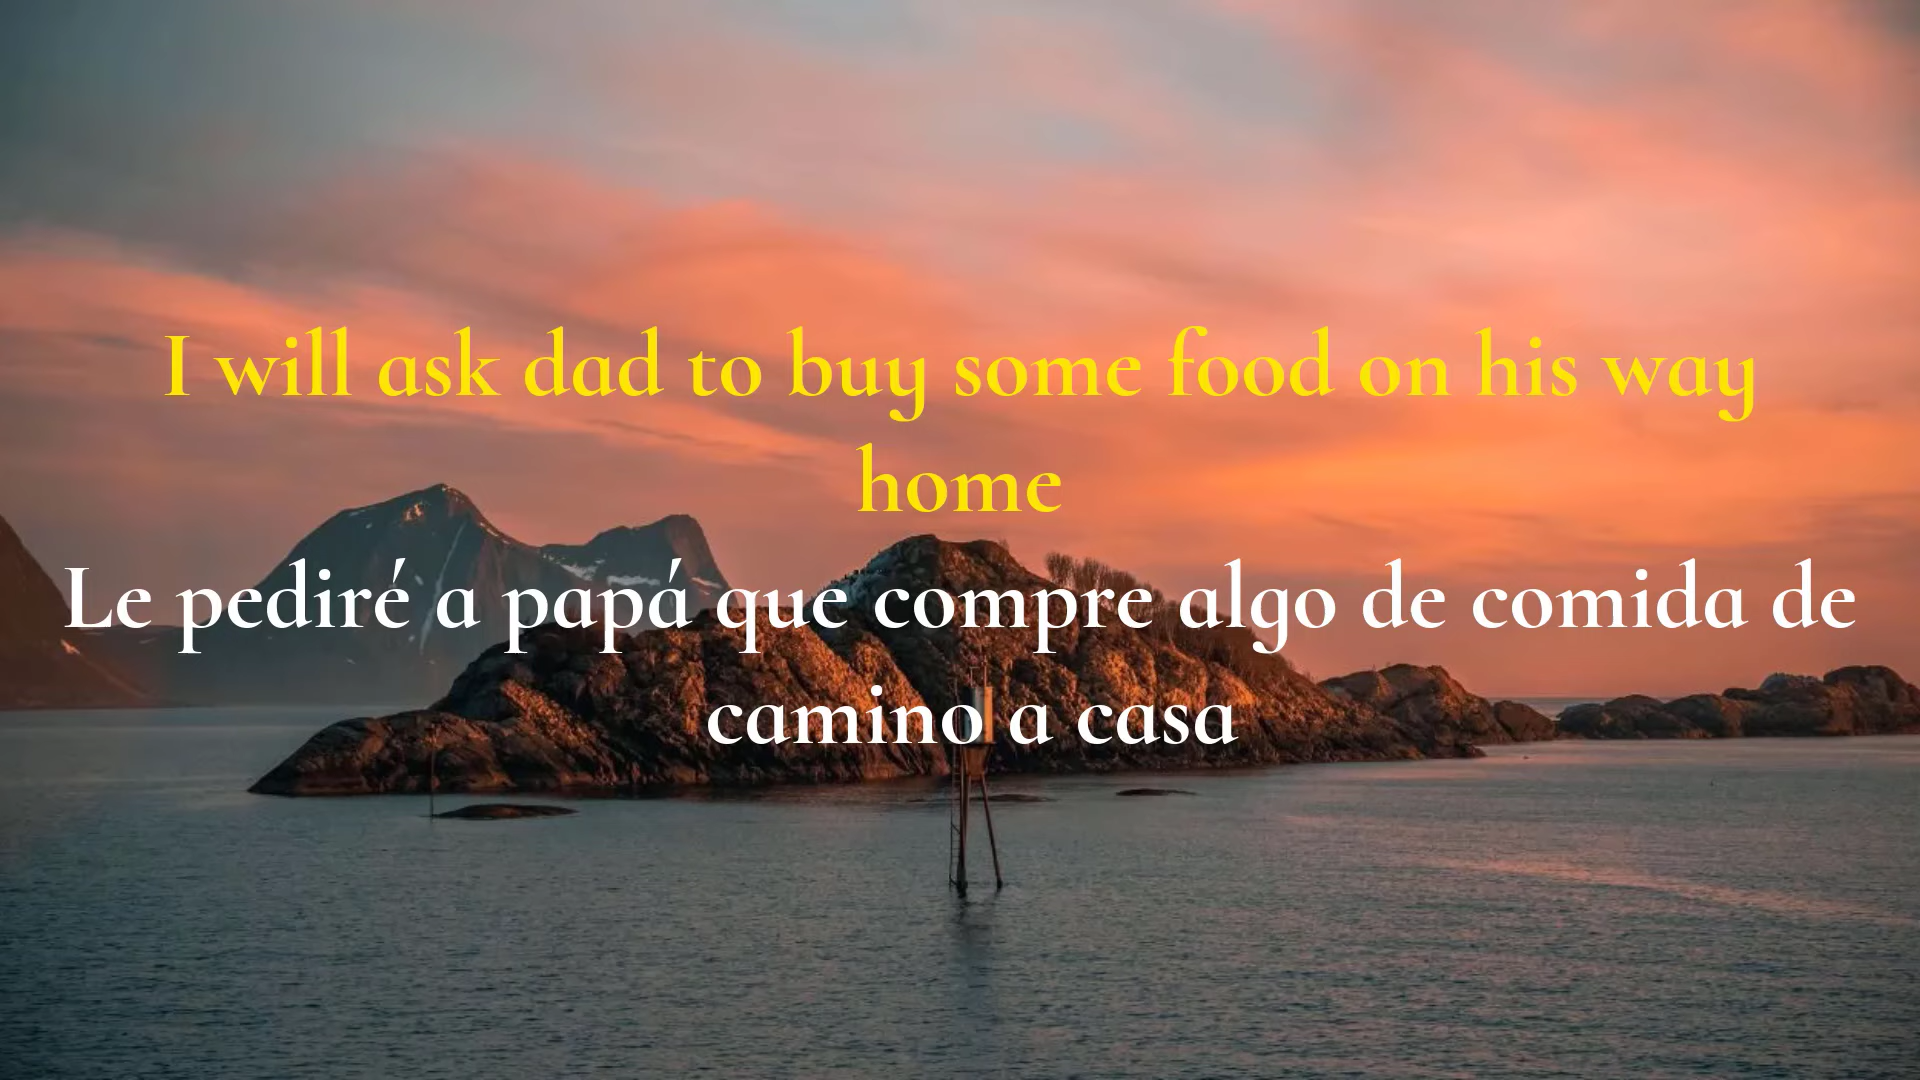 I will ask dad to buy some food on his way
home
Le pediré a papá que compre algo de comida de
camino a casa